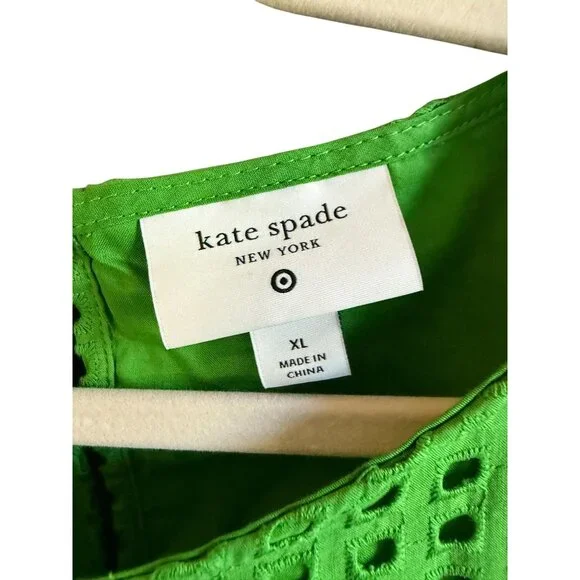 kate spade
NEW YORK
XL
MADE IN
CHINA